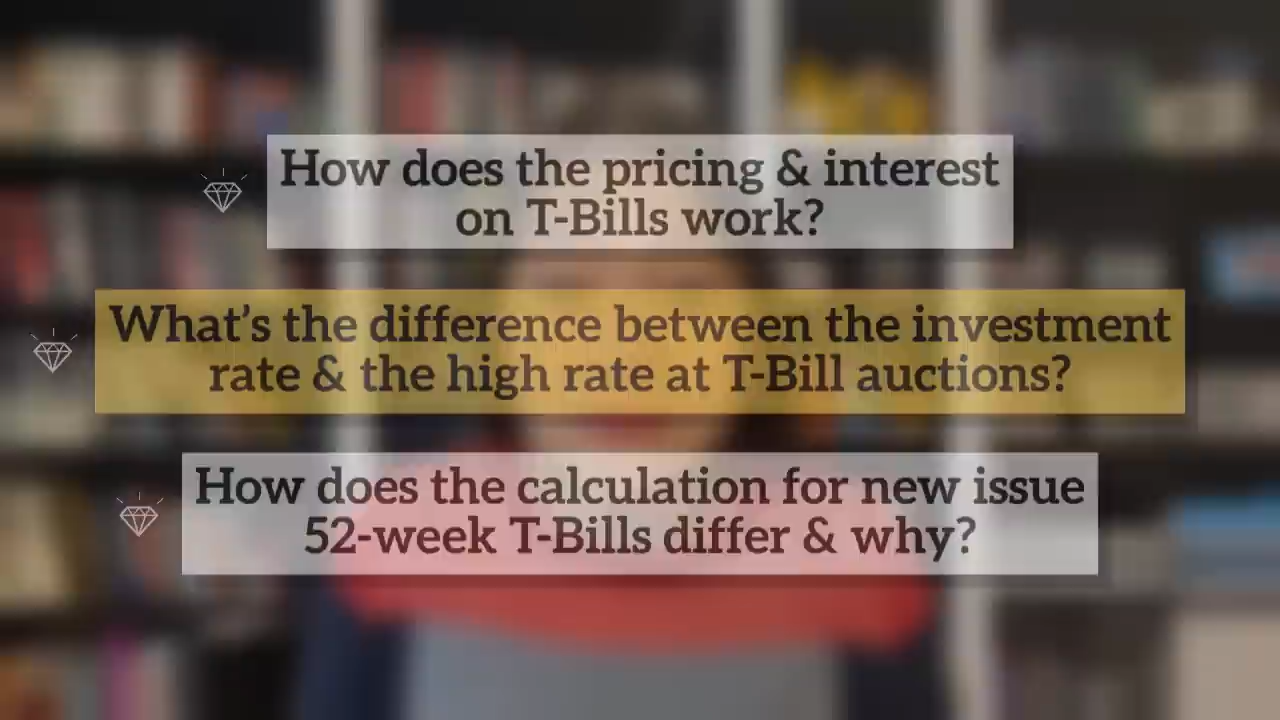 How does the pricing & interest
on T-Bills work?
What's the difference between the investment
rate & the high rate at T-Bill auctions?
How does the calculation for new issue
52-week T-Bills differ & why?